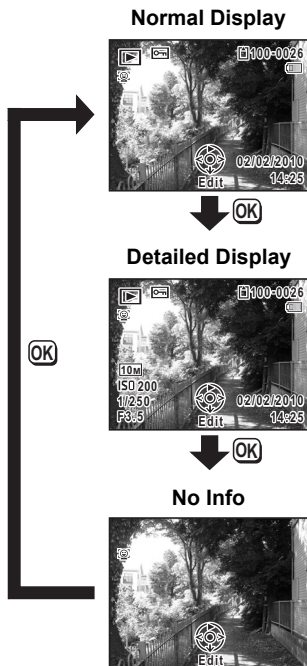 Normal Display
100-0026
Edit
02/02/2010
14:25
OK
Detailed Display
100-0026
10M
ISO 200
1/250
F3.5
Edit
02/02/2010
14:25
OK
OK
No Info
Edit